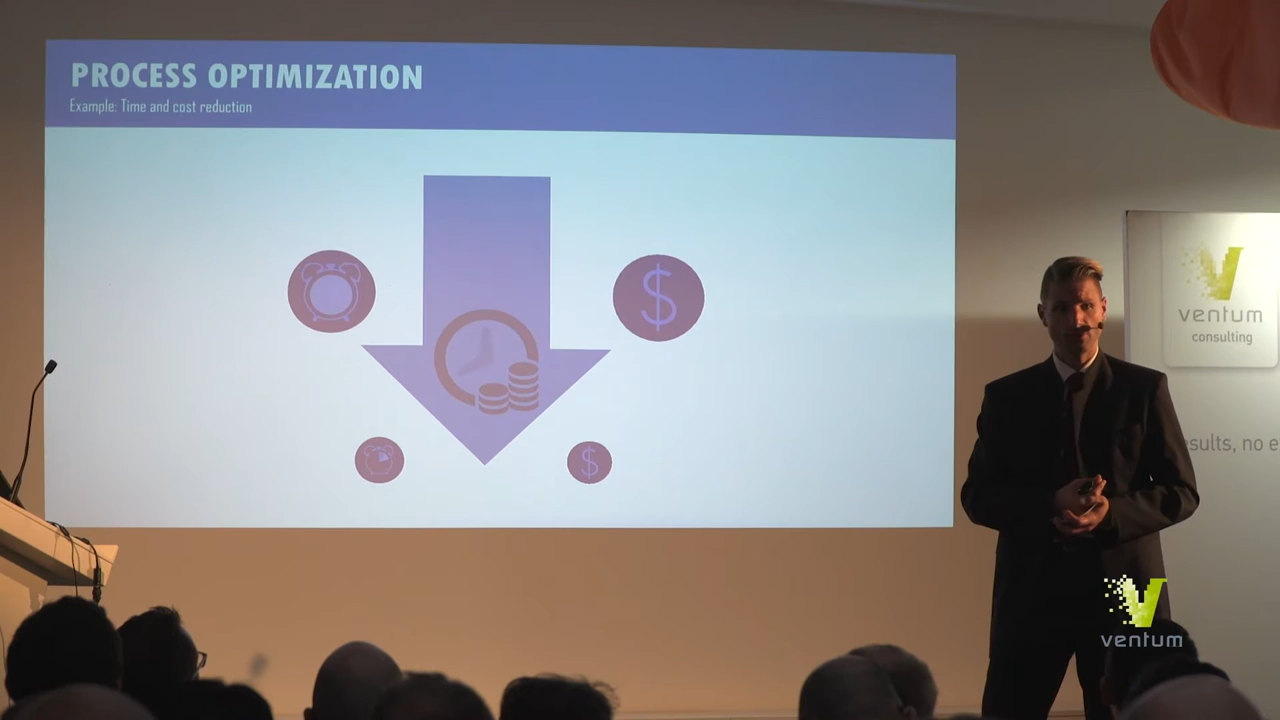 PROCESS OPTIMIZATION
Example: Time and cost reduction
$
$
ventum
consulting
sults, no e
ventum